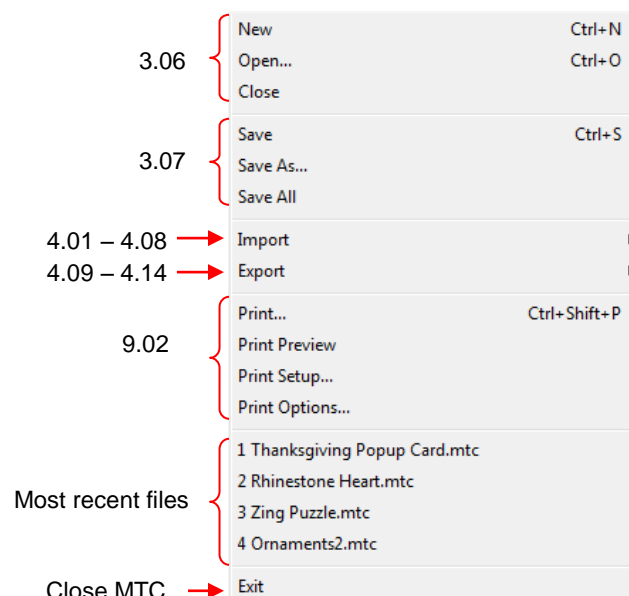 New Ctrl+N
3.06
Open... Ctrl+O
Close
Save Ctrl+S
3.07
Save As...
Save All
4.01 – 4.08 Import
4.09 – 4.14 Export
Print... Ctrl+Shift+P
9.02
Print Preview
Print Setup...
Print Options...
1 Thanksgiving Popup Card.mtc
2 Rhinestone Heart.mtc
Most recent files
3 Zing Puzzle.mtc
4 Ornaments2.mtc
Close MTC Exit